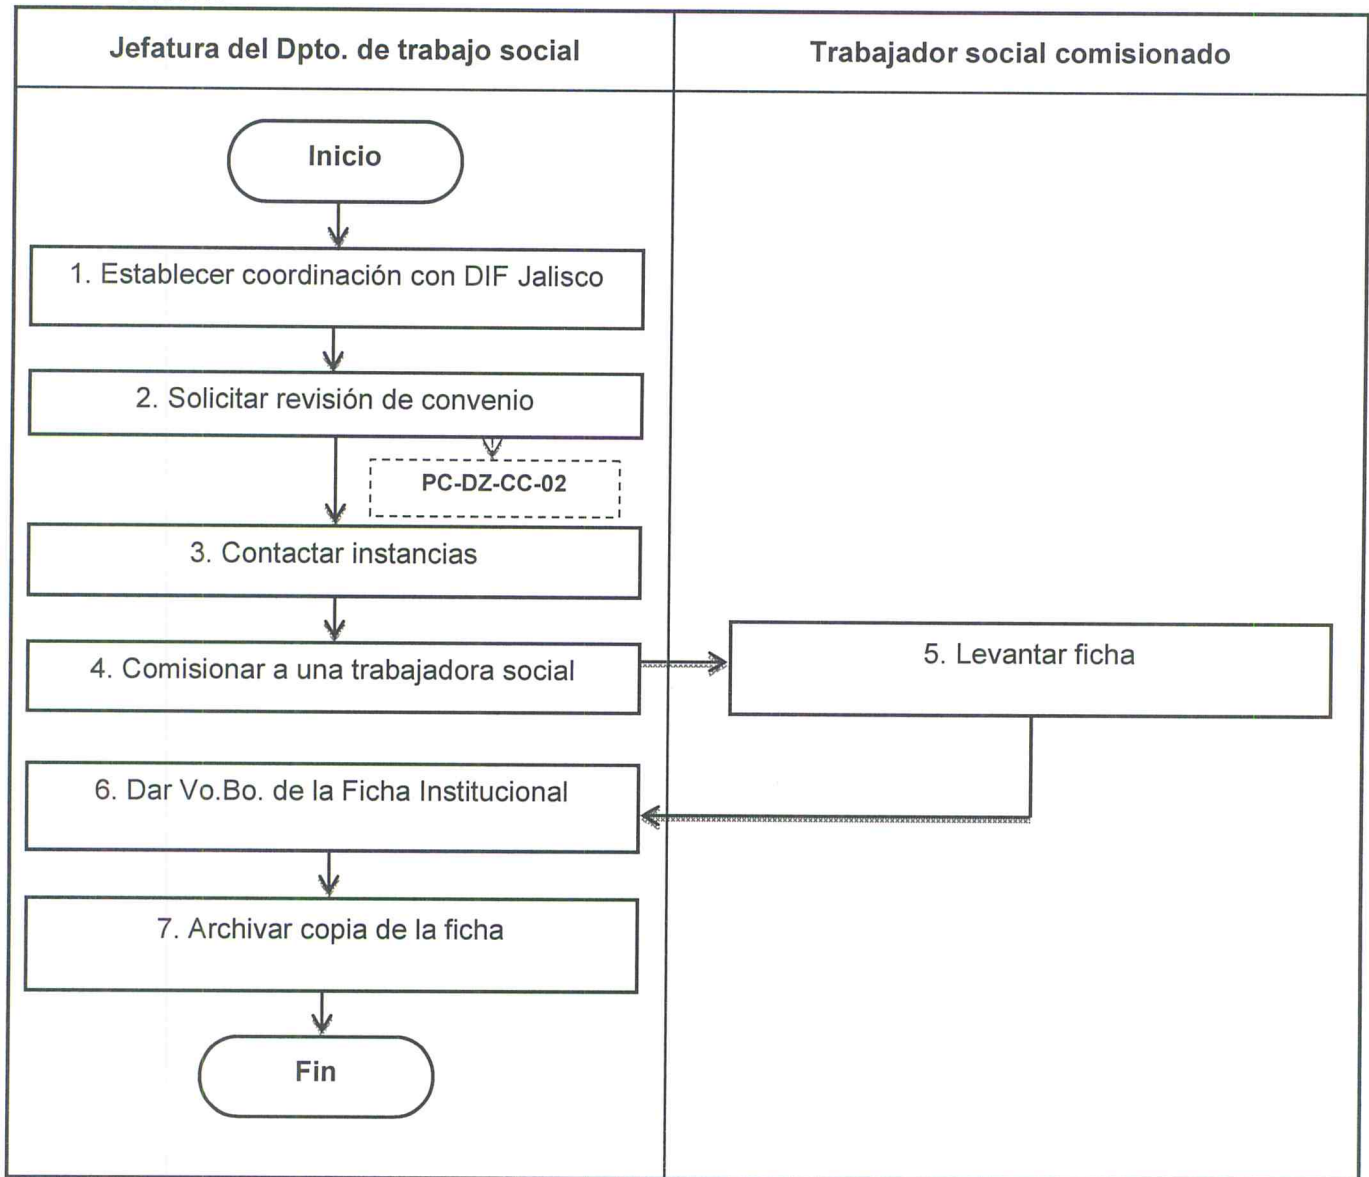 Jefatura del Dpto. de trabajo social
Trabajador social comisionado
Inicio
1. Establecer coordinación con DIF Jalisco
2. Solicitar revisión de convenio
PC-DZ-CC-02
3. Contactar instancias
4. Comisionar a una trabajadora social
5. Levantar ficha
6. Dar Vo.Bo. de la Ficha Institucional
7. Archivar copia de la ficha
Fin